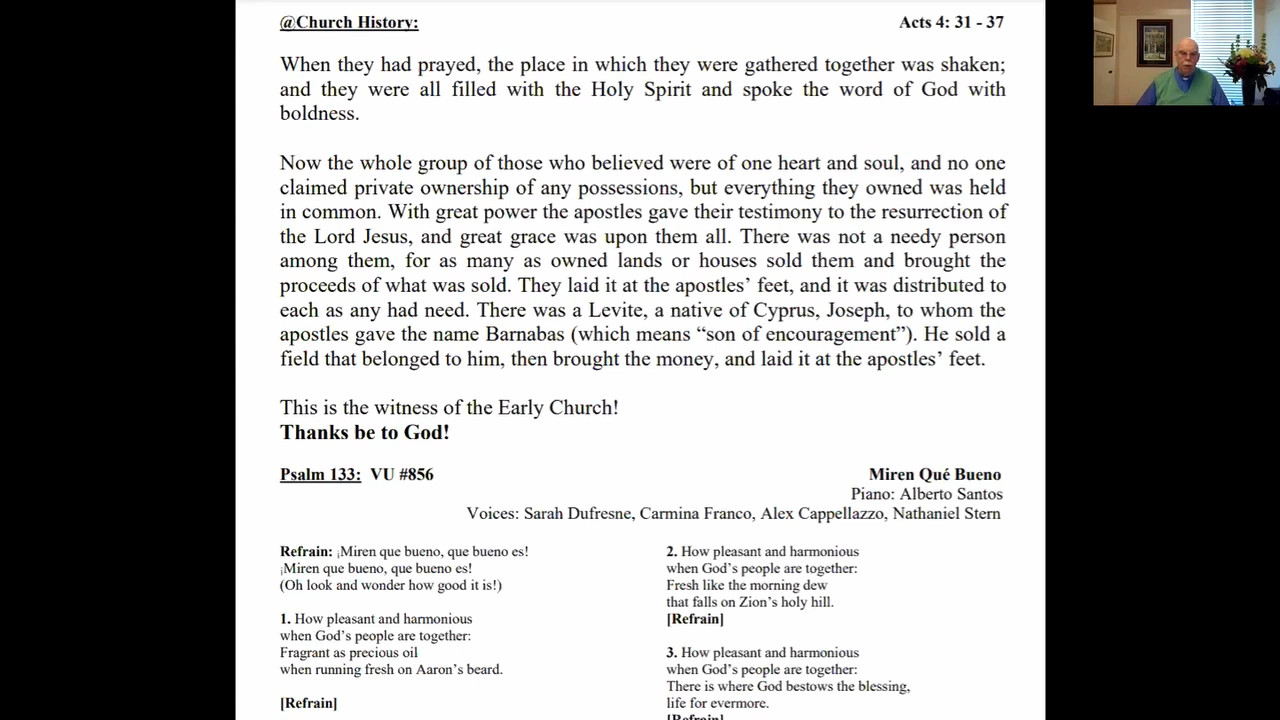 @Church History:
Acts 4: 31 - 37
When they had prayed, the place in which they were gathered together was shaken;
and they were all filled with the Holy Spirit and spoke the word of God with
boldness.
Now the whole group of those who believed were of one heart and soul, and no one
claimed private ownership of any possessions, but everything they owned was held
in common. With great power the apostles gave their testimony to the resurrection of
the Lord Jesus, and great grace was upon them all. There was not a needy person
among them, for as many as owned lands or houses sold them and brought the
proceeds of what was sold. They laid it at the apostles’ feet, and it was distributed to
each as any had need. There was a Levite, a native of Cyprus, Joseph, to whom the
apostles gave the name Barnabas (which means “son of encouragement”). He sold a
field that belonged to him, then brought the money, and laid it at the apostles’ feet.
This is the witness of the Early Church!
Thanks be to God!
Psalm 133: VU #856
Miren Qué Bueno
Piano: Alberto Santos
Voices: Sarah Dufresne, Carmina Franco, Alex Cappellazzo, Nathaniel Stern
Refrain: ¡Miren que bueno, que bueno es!
¡Miren que bueno, que bueno es!
(Oh look and wonder how good it is!)
1. How pleasant and harmonious
when God’s people are together:
Fragrant as precious oil
when running fresh on Aaron’s beard.
[Refrain]
2. How pleasant and harmonious
when God’s people are together:
Fresh like the morning dew
that falls on Zion’s holy hill.
[Refrain]
3. How pleasant and harmonious
when God’s people are together:
There is where God bestows the blessing,
life for evermore.
[Refrain]